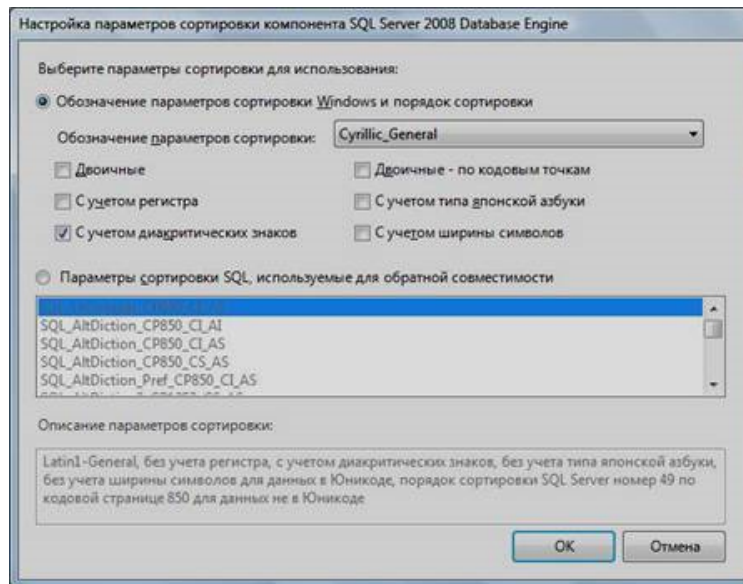 Настройка параметров сортировки компонента SQL Server 2008 Database Engine
Выберите параметры сортировки для использования:
Обозначение параметров сортировки Windows и порядок сортировки
Обозначение параметров сортировки: Cyrillic_General
Двоичные
Двоичные - по кодовым точкам
С учетом регистра
С учетом типа японской азбуки
С учетом диакритических знаков
С учетом ширины символов
Параметры сортировки SQL, используемые для обратной совместимости
SQL_AltDiction_CP850_CI_AI
SQL_AltDiction_CP850_CI_AS
SQL_AltDiction_CP850_CS_AS
SQL_AltDiction_Pref_CP850_CI_AS
Описание параметров сортировки:
Latin1-General, без учета регистра, с учетом диакритических знаков, без учета типа японской азбуки,
без учета ширины символов для данных в Юникоде, порядок сортировки SQL Server номер 49 по
кодовой странице 850 для данных не в Юникоде
OK
Отмена